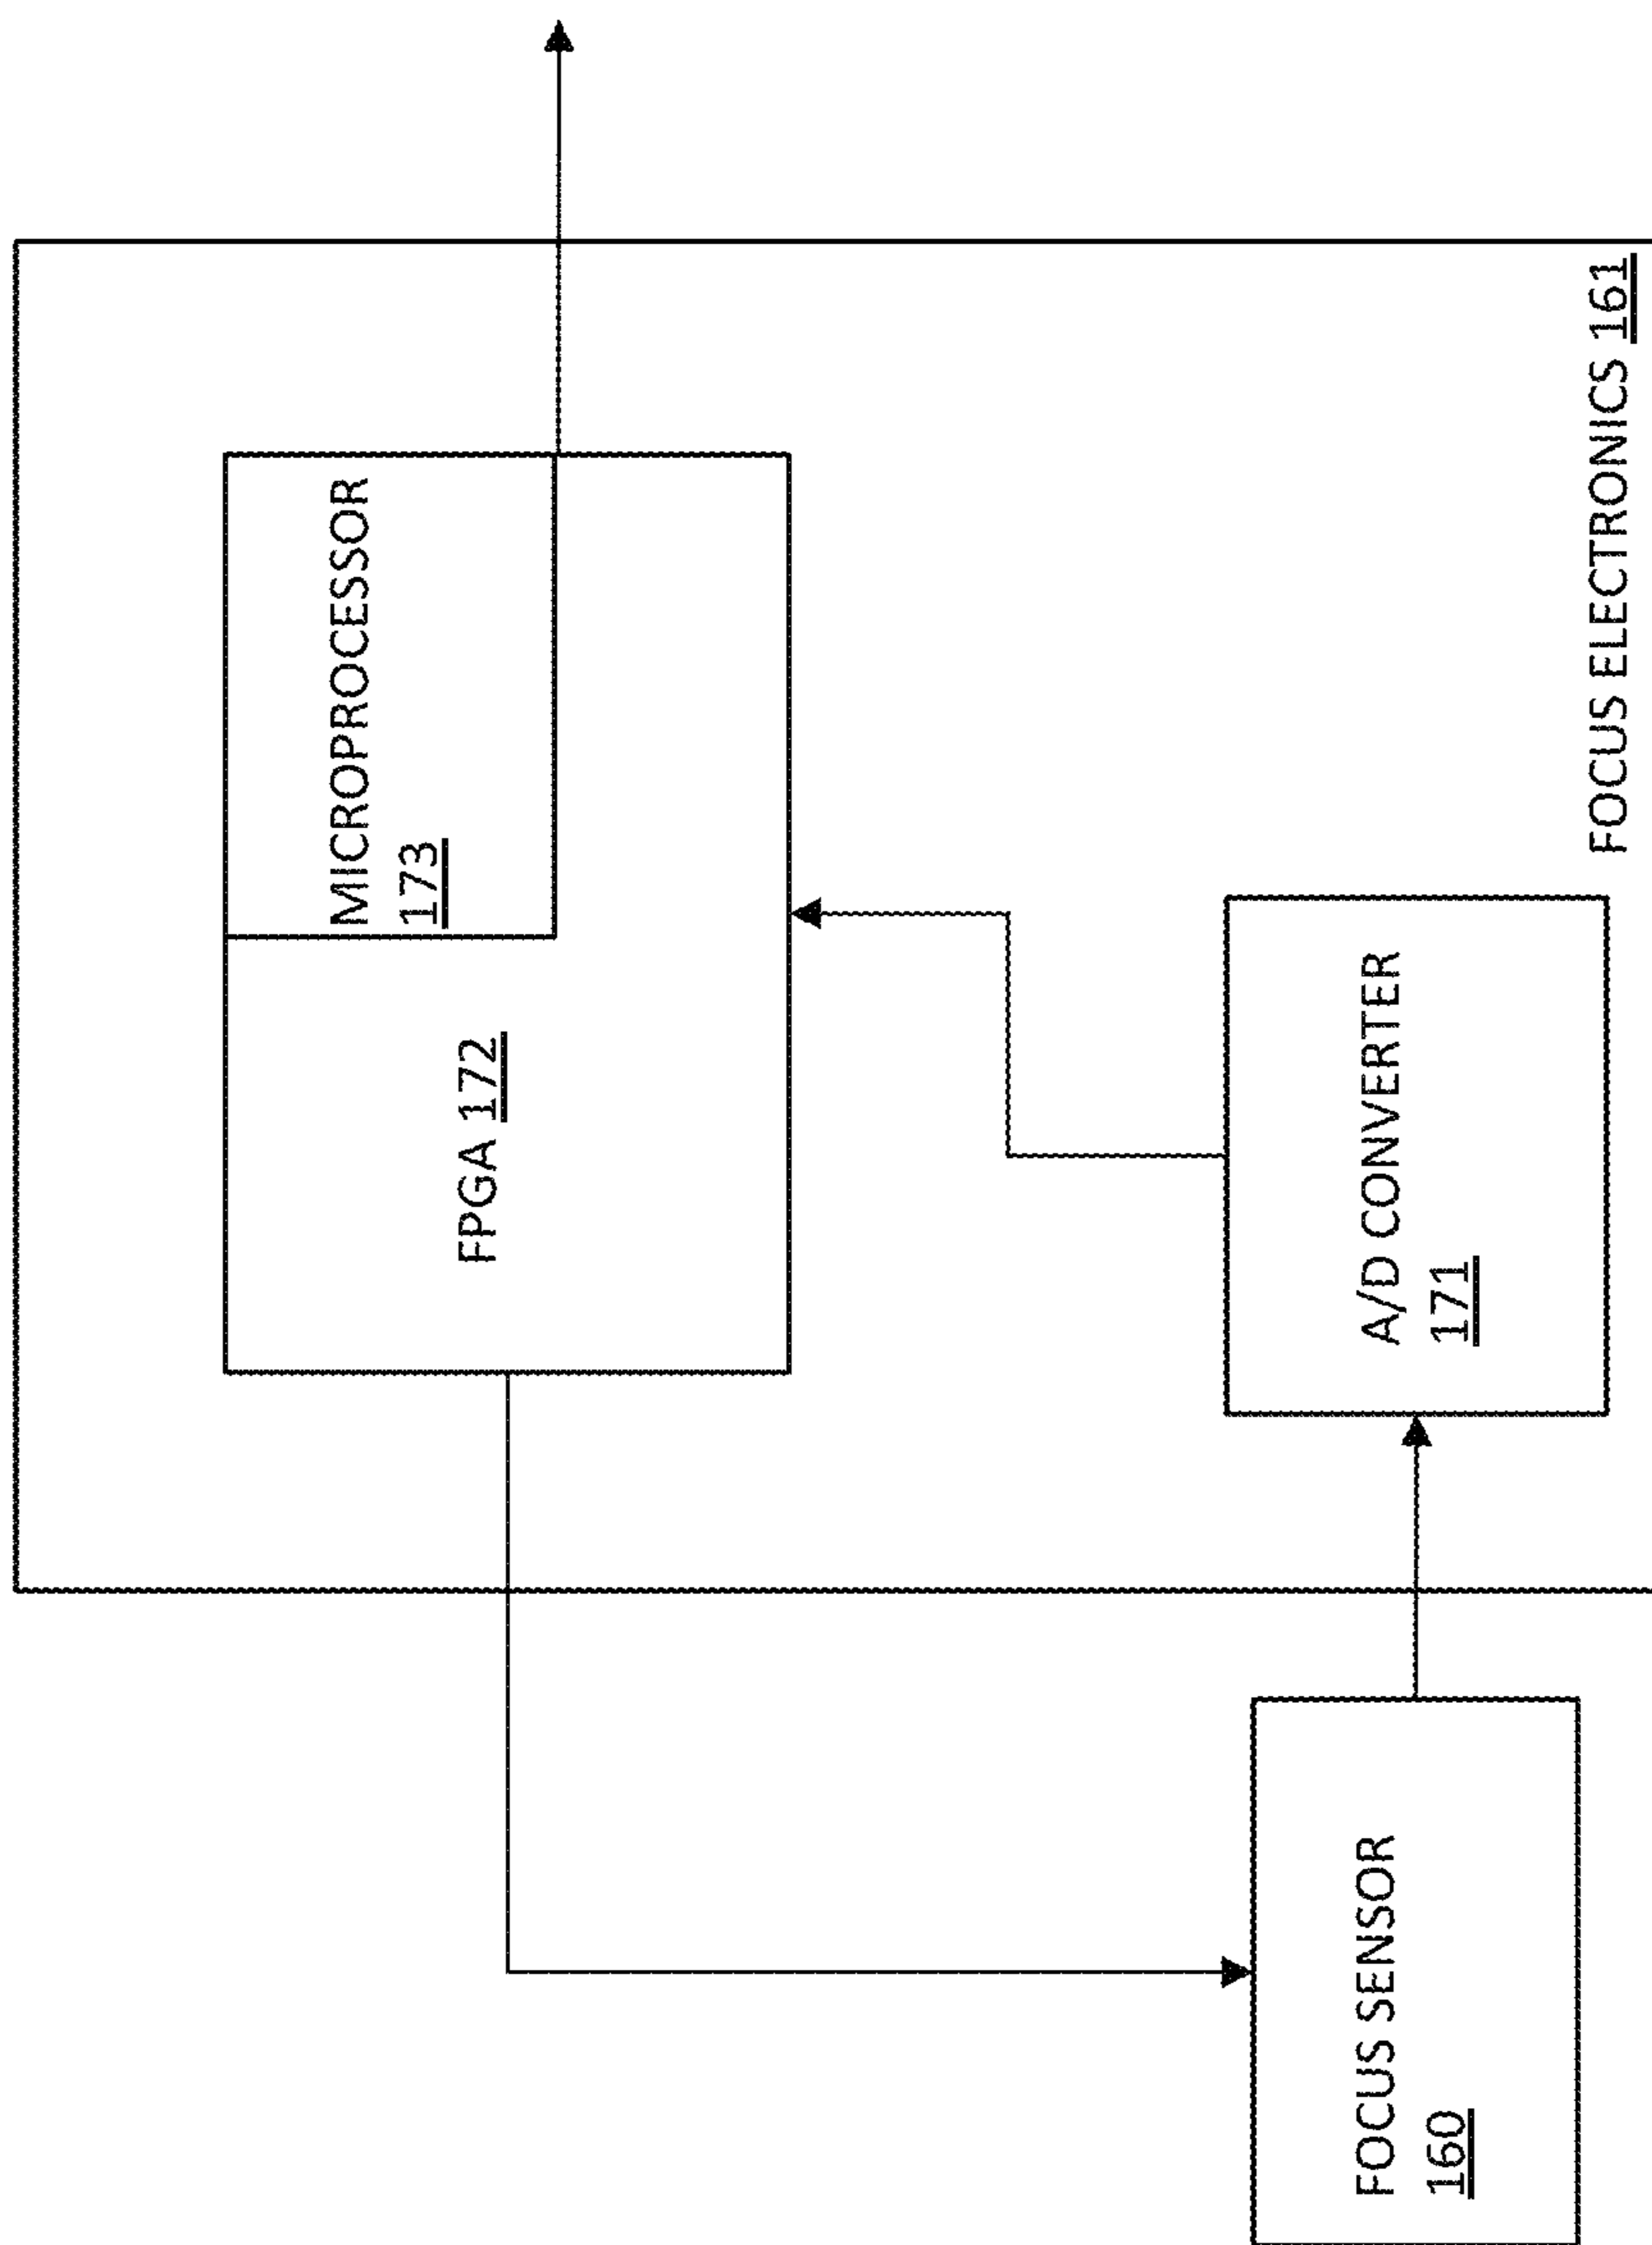 MICROPROCESSOR
173
FPGA 172
A/D CONVERTER
171
FOCUS SENSOR
160
FOCUS ELECTRONICS 161